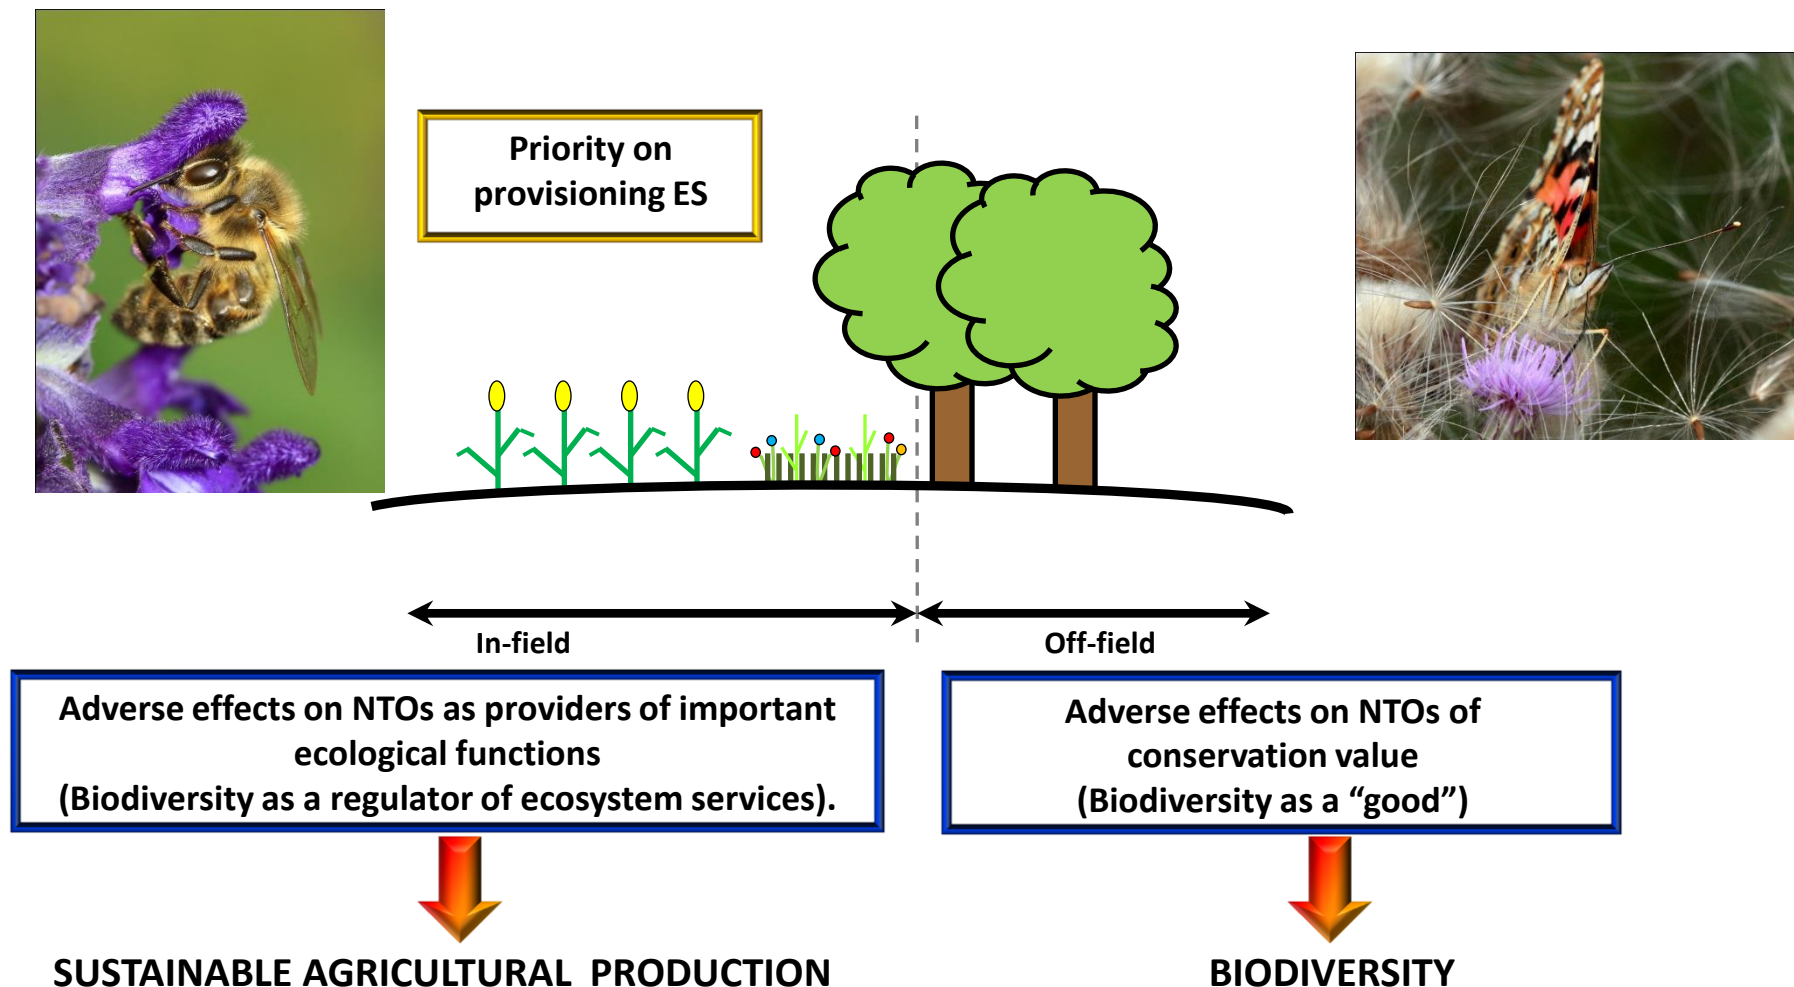 Priority on
provisioning ES
In-field
Off-field
Adverse effects on NTOs as providers of important
ecological functions
(Biodiversity as a regulator of ecosystem services).
Adverse effects on NTOs of
conservation value
(Biodiversity as a “good”)
SUSTAINABLE AGRICULTURAL PRODUCTION
BIODIVERSITY